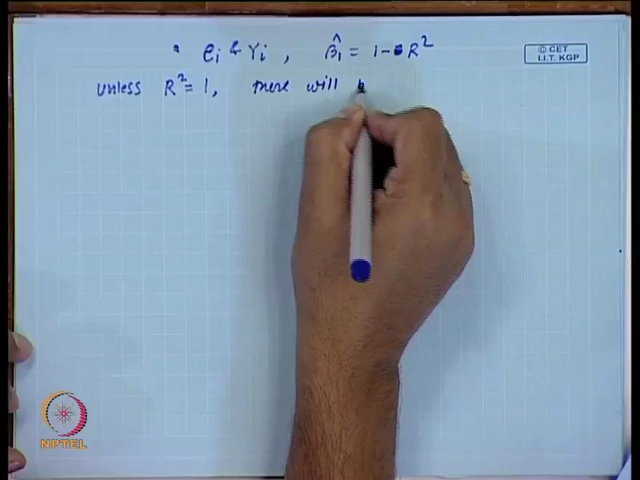 • ei & Yi , β̂1 = 1 - R²
© CET
I.I.T. KGP
unless R² = 1, there will
NPTEL